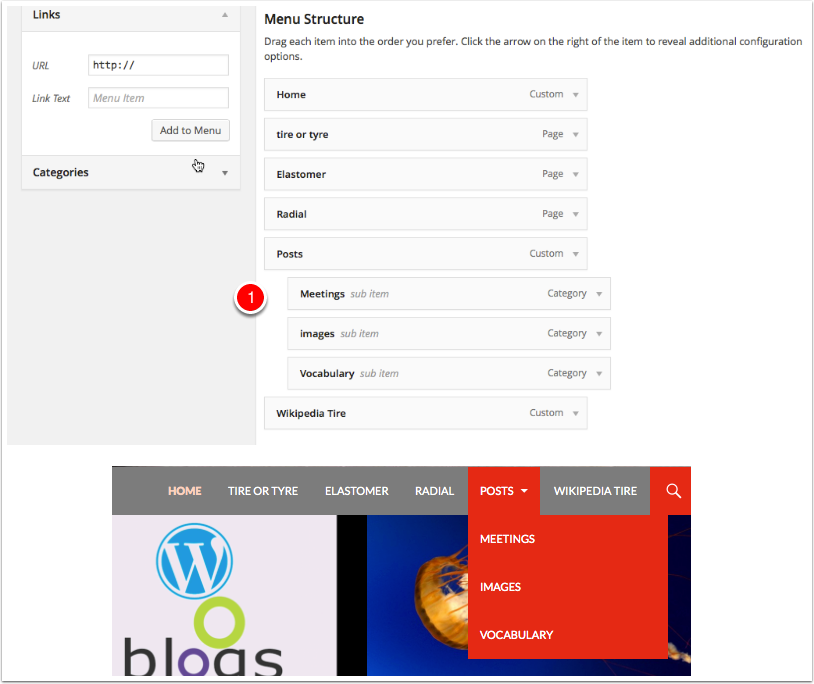 Links
URL
http://
Link Text
Menu Item
Add to Menu
Categories
Menu Structure
Drag each item into the order you prefer. Click the arrow on the right of the item to reveal additional configuration
options.
Home Custom
tire or tyre Page
Elastomer Page
Radial Page
Posts Custom
1
Meetings sub item Category
images sub item Category
Vocabulary sub item Category
Wikipedia Tire Custom
HOME TIRE OR TYRE ELASTOMER RADIAL POSTS WIKIPEDIA TIRE
MEETINGS
IMAGES
VOCABULARY
W
blogs